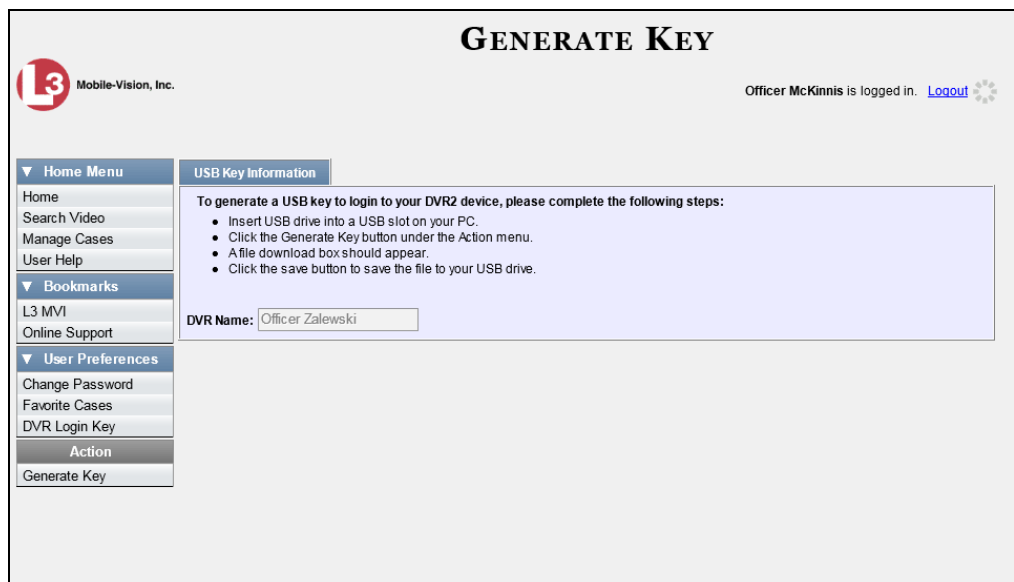 GENERATE KEY
L3 Mobile-Vision, Inc.
Officer McKinnis is logged in. Logout
▼ Home Menu
Home
Search Video
Manage Cases
User Help
▼ Bookmarks
L3 MVI
Online Support
▼ User Preferences
Change Password
Favorite Cases
DVR Login Key
Action
Generate Key
USB Key Information
To generate a USB key to login to your DVR2 device, please complete the following steps:
• Insert USB drive into a USB slot on your PC.
• Click the Generate Key button under the Action menu.
• A file download box should appear.
• Click the save button to save the file to your USB drive.
DVR Name: Officer Zalewski